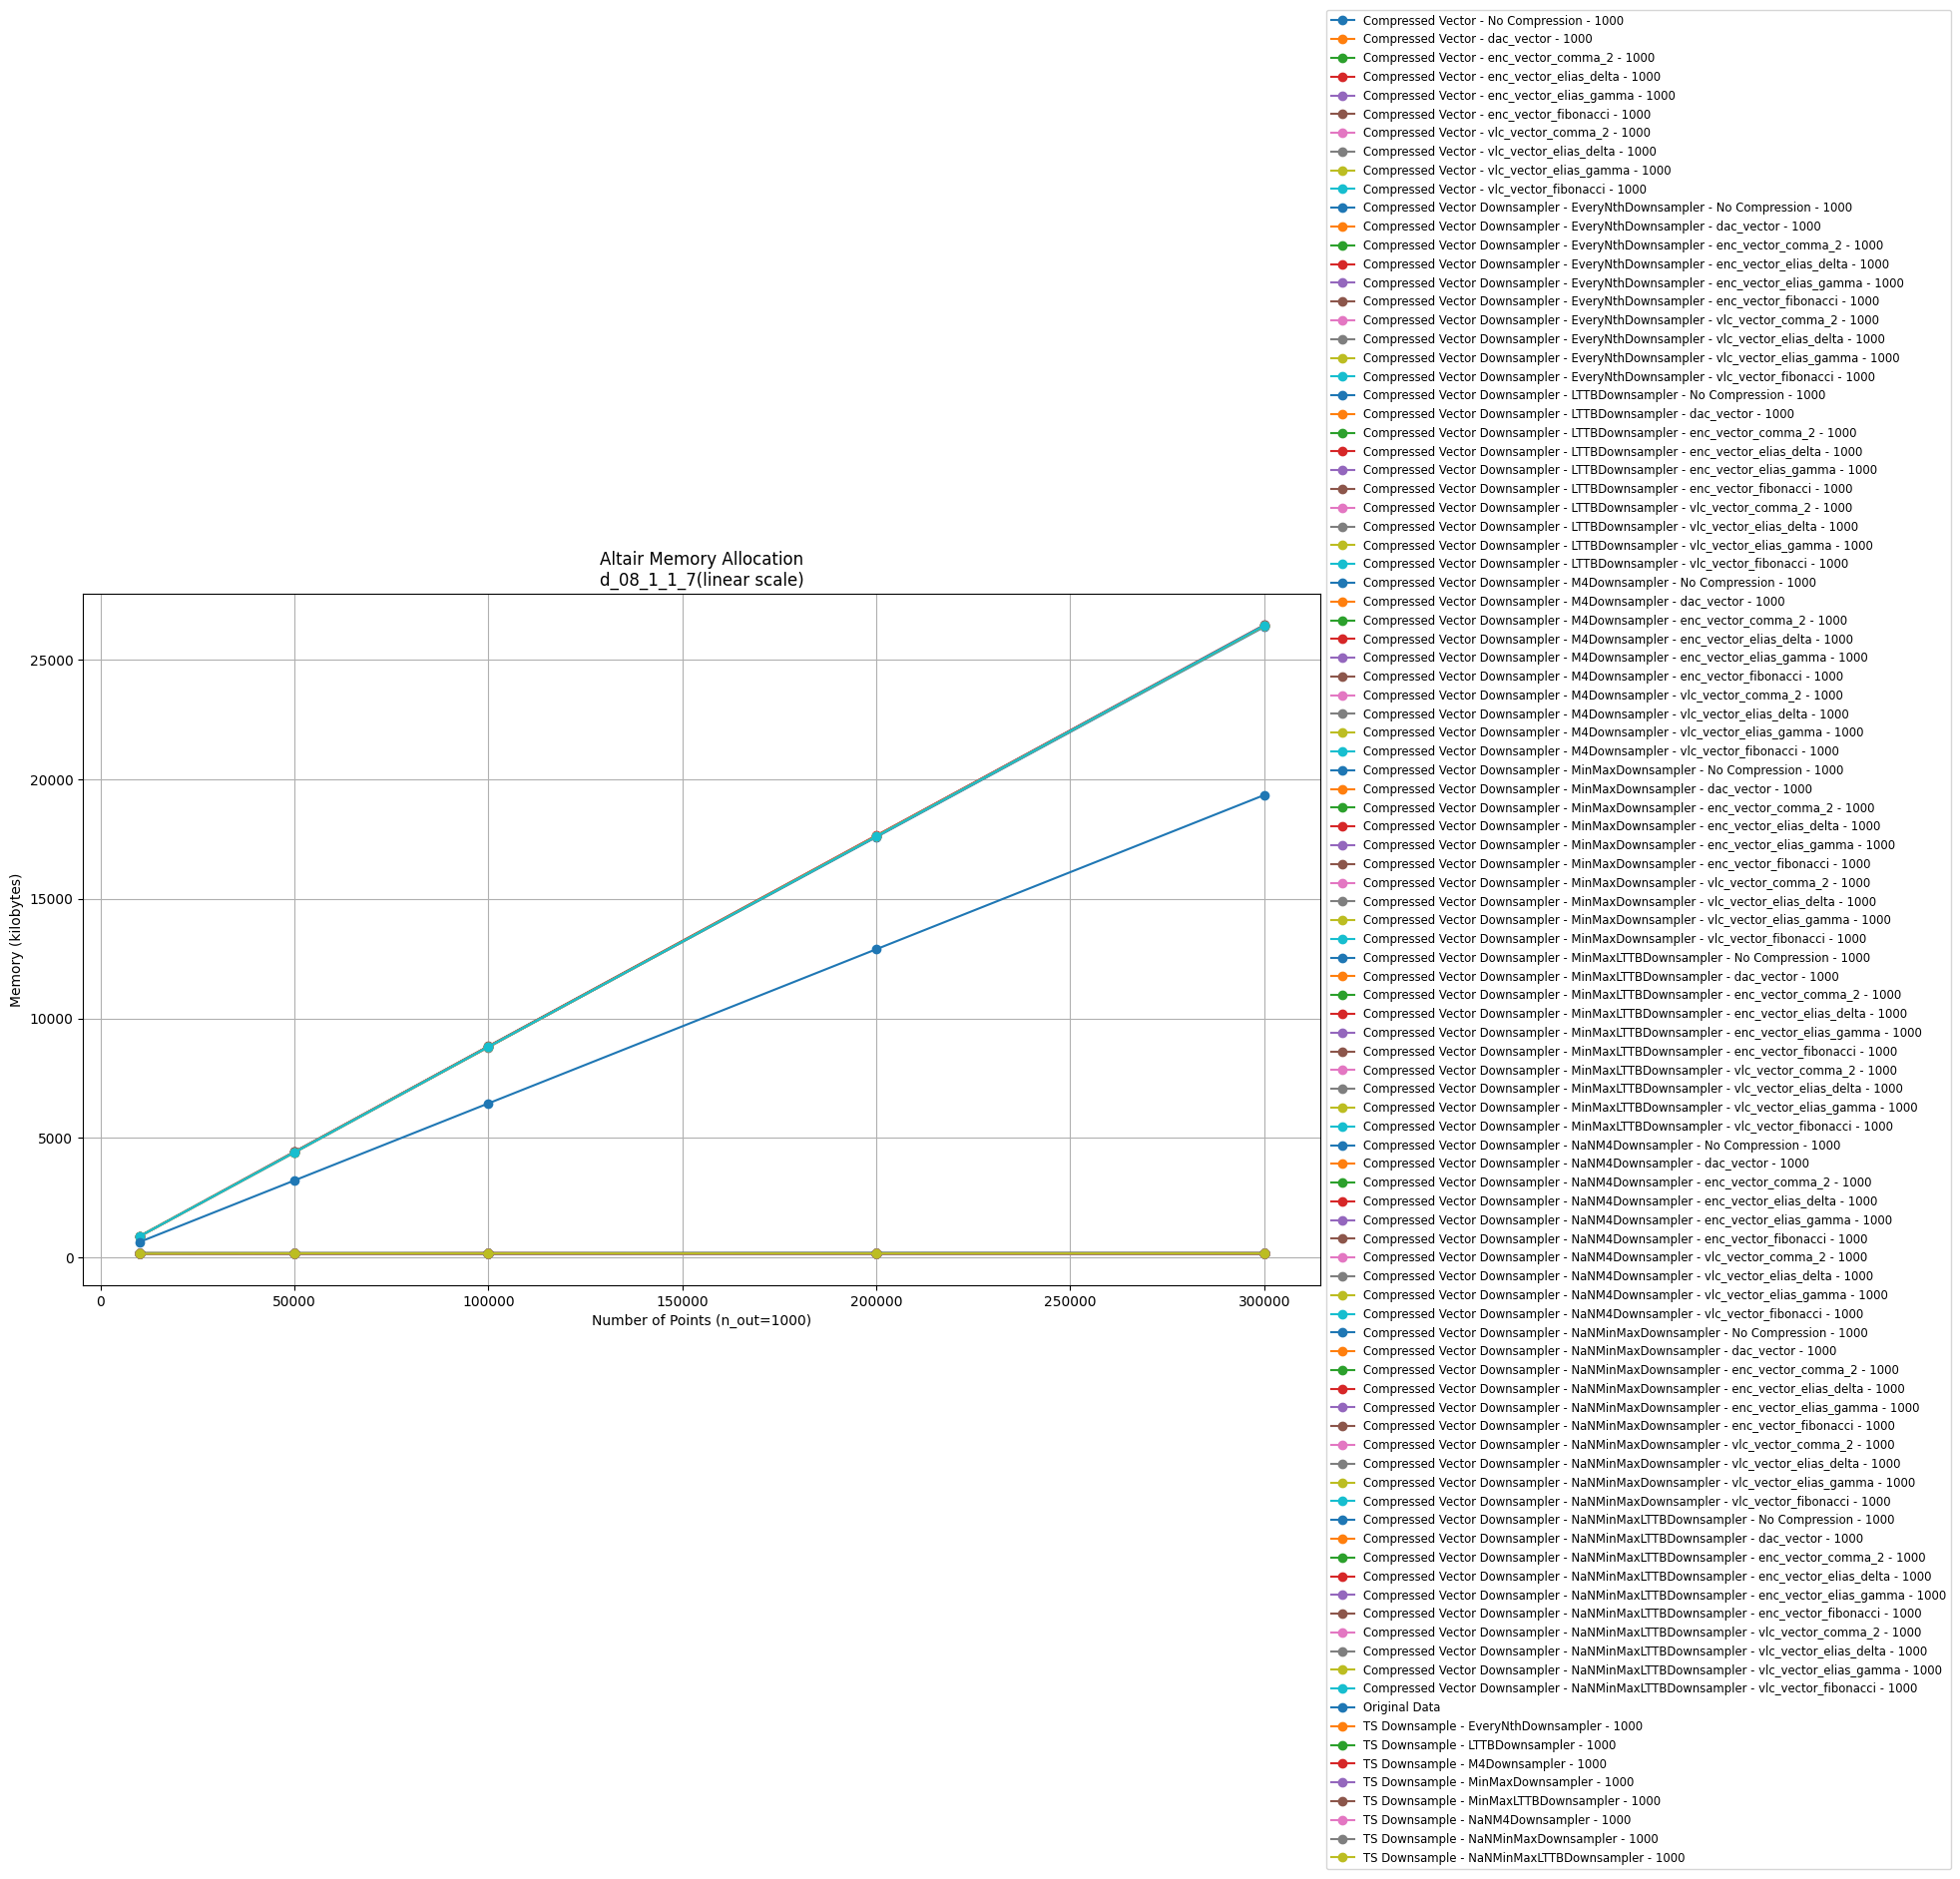 Altair Memory Allocation
d_08_1_1_7(linear scale)
Memory (kilobytes)
25000
20000
15000
10000
5000
0
0
50000
100000
150000
200000
250000
300000
Number of Points (n_out=1000)
Compressed Vector - No Compression - 1000
Compressed Vector - dac_vector - 1000
Compressed Vector - enc_vector_comma_2 - 1000
Compressed Vector - enc_vector_elias_delta - 1000
Compressed Vector - enc_vector_elias_gamma - 1000
Compressed Vector - enc_vector_fibonacci - 1000
Compressed Vector - vlc_vector_comma_2 - 1000
Compressed Vector - vlc_vector_elias_delta - 1000
Compressed Vector - vlc_vector_elias_gamma - 1000
Compressed Vector - vlc_vector_fibonacci - 1000
Compressed Vector Downsampler - EveryNthDownsampler - No Compression - 1000
Compressed Vector Downsampler - EveryNthDownsampler - dac_vector - 1000
Compressed Vector Downsampler - EveryNthDownsampler - enc_vector_comma_2 - 1000
Compressed Vector Downsampler - EveryNthDownsampler - enc_vector_elias_delta - 1000
Compressed Vector Downsampler - EveryNthDownsampler - enc_vector_elias_gamma - 1000
Compressed Vector Downsampler - EveryNthDownsampler - enc_vector_fibonacci - 1000
Compressed Vector Downsampler - EveryNthDownsampler - vlc_vector_comma_2 - 1000
Compressed Vector Downsampler - EveryNthDownsampler - vlc_vector_elias_delta - 1000
Compressed Vector Downsampler - EveryNthDownsampler - vlc_vector_elias_gamma - 1000
Compressed Vector Downsampler - EveryNthDownsampler - vlc_vector_fibonacci - 1000
Compressed Vector Downsampler - LTTBDownsampler - No Compression - 1000
Compressed Vector Downsampler - LTTBDownsampler - dac_vector - 1000
Compressed Vector Downsampler - LTTBDownsampler - enc_vector_comma_2 - 1000
Compressed Vector Downsampler - LTTBDownsampler - enc_vector_elias_delta - 1000
Compressed Vector Downsampler - LTTBDownsampler - enc_vector_elias_gamma - 1000
Compressed Vector Downsampler - LTTBDownsampler - enc_vector_fibonacci - 1000
Compressed Vector Downsampler - LTTBDownsampler - vlc_vector_comma_2 - 1000
Compressed Vector Downsampler - LTTBDownsampler - vlc_vector_elias_delta - 1000
Compressed Vector Downsampler - LTTBDownsampler - vlc_vector_elias_gamma - 1000
Compressed Vector Downsampler - LTTBDownsampler - vlc_vector_fibonacci - 1000
Compressed Vector Downsampler - M4Downsampler - No Compression - 1000
Compressed Vector Downsampler - M4Downsampler - dac_vector - 1000
Compressed Vector Downsampler - M4Downsampler - enc_vector_comma_2 - 1000
Compressed Vector Downsampler - M4Downsampler - enc_vector_elias_delta - 1000
Compressed Vector Downsampler - M4Downsampler - enc_vector_elias_gamma - 1000
Compressed Vector Downsampler - M4Downsampler - enc_vector_fibonacci - 1000
Compressed Vector Downsampler - M4Downsampler - vlc_vector_comma_2 - 1000
Compressed Vector Downsampler - M4Downsampler - vlc_vector_elias_delta - 1000
Compressed Vector Downsampler - M4Downsampler - vlc_vector_elias_gamma - 1000
Compressed Vector Downsampler - M4Downsampler - vlc_vector_fibonacci - 1000
Compressed Vector Downsampler - MinMaxDownsampler - No Compression - 1000
Compressed Vector Downsampler - MinMaxDownsampler - dac_vector - 1000
Compressed Vector Downsampler - MinMaxDownsampler - enc_vector_comma_2 - 1000
Compressed Vector Downsampler - MinMaxDownsampler - enc_vector_elias_delta - 1000
Compressed Vector Downsampler - MinMaxDownsampler - enc_vector_elias_gamma - 1000
Compressed Vector Downsampler - MinMaxDownsampler - enc_vector_fibonacci - 1000
Compressed Vector Downsampler - MinMaxDownsampler - vlc_vector_comma_2 - 1000
Compressed Vector Downsampler - MinMaxDownsampler - vlc_vector_elias_delta - 1000
Compressed Vector Downsampler - MinMaxDownsampler - vlc_vector_elias_gamma - 1000
Compressed Vector Downsampler - MinMaxDownsampler - vlc_vector_fibonacci - 1000
Compressed Vector Downsampler - MinMaxLTTBDownsampler - No Compression - 1000
Compressed Vector Downsampler - MinMaxLTTBDownsampler - dac_vector - 1000
Compressed Vector Downsampler - MinMaxLTTBDownsampler - enc_vector_comma_2 - 1000
Compressed Vector Downsampler - MinMaxLTTBDownsampler - enc_vector_elias_delta - 1000
Compressed Vector Downsampler - MinMaxLTTBDownsampler - enc_vector_elias_gamma - 1000
Compressed Vector Downsampler - MinMaxLTTBDownsampler - enc_vector_fibonacci - 1000
Compressed Vector Downsampler - MinMaxLTTBDownsampler - vlc_vector_comma_2 - 1000
Compressed Vector Downsampler - MinMaxLTTBDownsampler - vlc_vector_elias_delta - 1000
Compressed Vector Downsampler - MinMaxLTTBDownsampler - vlc_vector_elias_gamma - 1000
Compressed Vector Downsampler - MinMaxLTTBDownsampler - vlc_vector_fibonacci - 1000
Compressed Vector Downsampler - NaNM4Downsampler - No Compression - 1000
Compressed Vector Downsampler - NaNM4Downsampler - dac_vector - 1000
Compressed Vector Downsampler - NaNM4Downsampler - enc_vector_comma_2 - 1000
Compressed Vector Downsampler - NaNM4Downsampler - enc_vector_elias_delta - 1000
Compressed Vector Downsampler - NaNM4Downsampler - enc_vector_elias_gamma - 1000
Compressed Vector Downsampler - NaNM4Downsampler - enc_vector_fibonacci - 1000
Compressed Vector Downsampler - NaNM4Downsampler - vlc_vector_comma_2 - 1000
Compressed Vector Downsampler - NaNM4Downsampler - vlc_vector_elias_delta - 1000
Compressed Vector Downsampler - NaNM4Downsampler - vlc_vector_elias_gamma - 1000
Compressed Vector Downsampler - NaNM4Downsampler - vlc_vector_fibonacci - 1000
Compressed Vector Downsampler - NaNMinMaxDownsampler - No Compression - 1000
Compressed Vector Downsampler - NaNMinMaxDownsampler - dac_vector - 1000
Compressed Vector Downsampler - NaNMinMaxDownsampler - enc_vector_comma_2 - 1000
Compressed Vector Downsampler - NaNMinMaxDownsampler - enc_vector_elias_delta - 1000
Compressed Vector Downsampler - NaNMinMaxDownsampler - enc_vector_elias_gamma - 1000
Compressed Vector Downsampler - NaNMinMaxDownsampler - enc_vector_fibonacci - 1000
Compressed Vector Downsampler - NaNMinMaxDownsampler - vlc_vector_comma_2 - 1000
Compressed Vector Downsampler - NaNMinMaxDownsampler - vlc_vector_elias_delta - 1000
Compressed Vector Downsampler - NaNMinMaxDownsampler - vlc_vector_elias_gamma - 1000
Compressed Vector Downsampler - NaNMinMaxDownsampler - vlc_vector_fibonacci - 1000
Compressed Vector Downsampler - NaNMinMaxLTTBDownsampler - No Compression - 1000
Compressed Vector Downsampler - NaNMinMaxLTTBDownsampler - dac_vector - 1000
Compressed Vector Downsampler - NaNMinMaxLTTBDownsampler - enc_vector_comma_2 - 1000
Compressed Vector Downsampler - NaNMinMaxLTTBDownsampler - enc_vector_elias_delta - 1000
Compressed Vector Downsampler - NaNMinMaxLTTBDownsampler - enc_vector_elias_gamma - 1000
Compressed Vector Downsampler - NaNMinMaxLTTBDownsampler - enc_vector_fibonacci - 1000
Compressed Vector Downsampler - NaNMinMaxLTTBDownsampler - vlc_vector_comma_2 - 1000
Compressed Vector Downsampler - NaNMinMaxLTTBDownsampler - vlc_vector_elias_delta - 1000
Compressed Vector Downsampler - NaNMinMaxLTTBDownsampler - vlc_vector_elias_gamma - 1000
Compressed Vector Downsampler - NaNMinMaxLTTBDownsampler - vlc_vector_fibonacci - 1000
Original Data
TS Downsample - EveryNthDownsampler - 1000
TS Downsample - LTTBDownsampler - 1000
TS Downsample - M4Downsampler - 1000
TS Downsample - MinMaxDownsampler - 1000
TS Downsample - MinMaxLTTBDownsampler - 1000
TS Downsample - NaNM4Downsampler - 1000
TS Downsample - NaNMinMaxDownsampler - 1000
TS Downsample - NaNMinMaxLTTBDownsampler - 1000